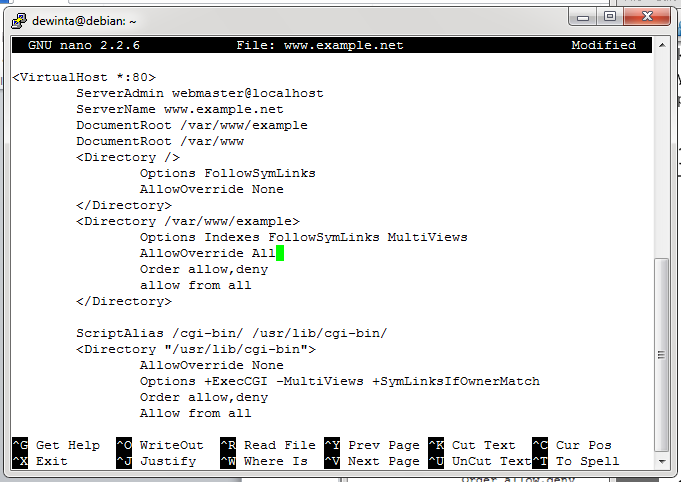 dewinta@debian: ~
GNU nano 2.2.6 File: www.example.net Modified
<VirtualHost *:80>
ServerAdmin webmaster@localhost
ServerName www.example.net
DocumentRoot /var/www/example
DocumentRoot /var/www
<Directory />
Options FollowSymLinks
AllowOverride None
</Directory>
<Directory /var/www/example>
Options Indexes FollowSymLinks MultiViews
AllowOverride All
Order allow,deny
allow from all
</Directory>
ScriptAlias /cgi-bin/ /usr/lib/cgi-bin/
<Directory "/usr/lib/cgi-bin">
AllowOverride None
Options +ExecCGI -MultiViews +SymLinksIfOwnerMatch
Order allow,deny
Allow from all
^G Get Help ^O WriteOut ^R Read File ^Y Prev Page ^K Cut Text ^C Cur Pos
^X Exit ^J Justify ^W Where Is ^V Next Page ^U UnCut Text ^T To Spell
Order allow,deny